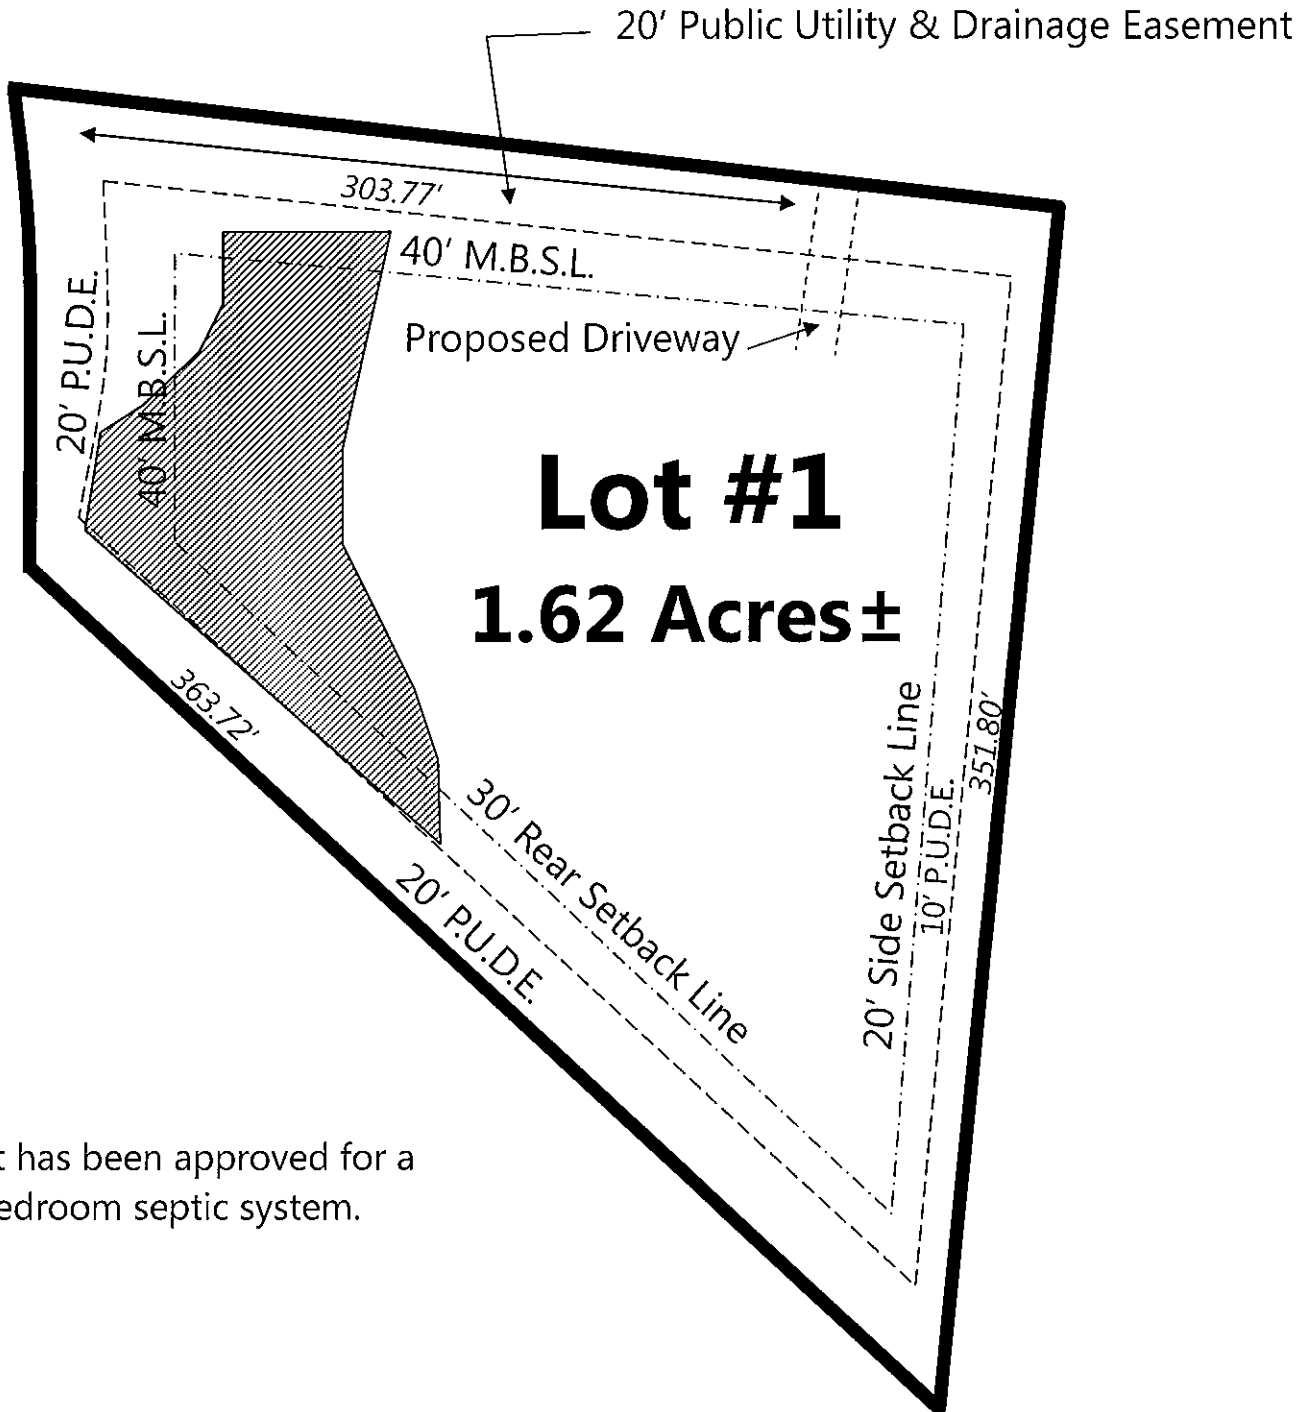 20' Public Utility & Drainage Easement
303.77'
40' M.B.S.L.
20' P.U.D.E.
40' M.B.S.L.
Proposed Driveway
Lot #1
1.62 Acres±
363.72'
351.80'
20' Side Setback Line
10' P.U.D.E.
30' Rear Setback Line
20' P.U.D.E.
has been approved for a
septic system.